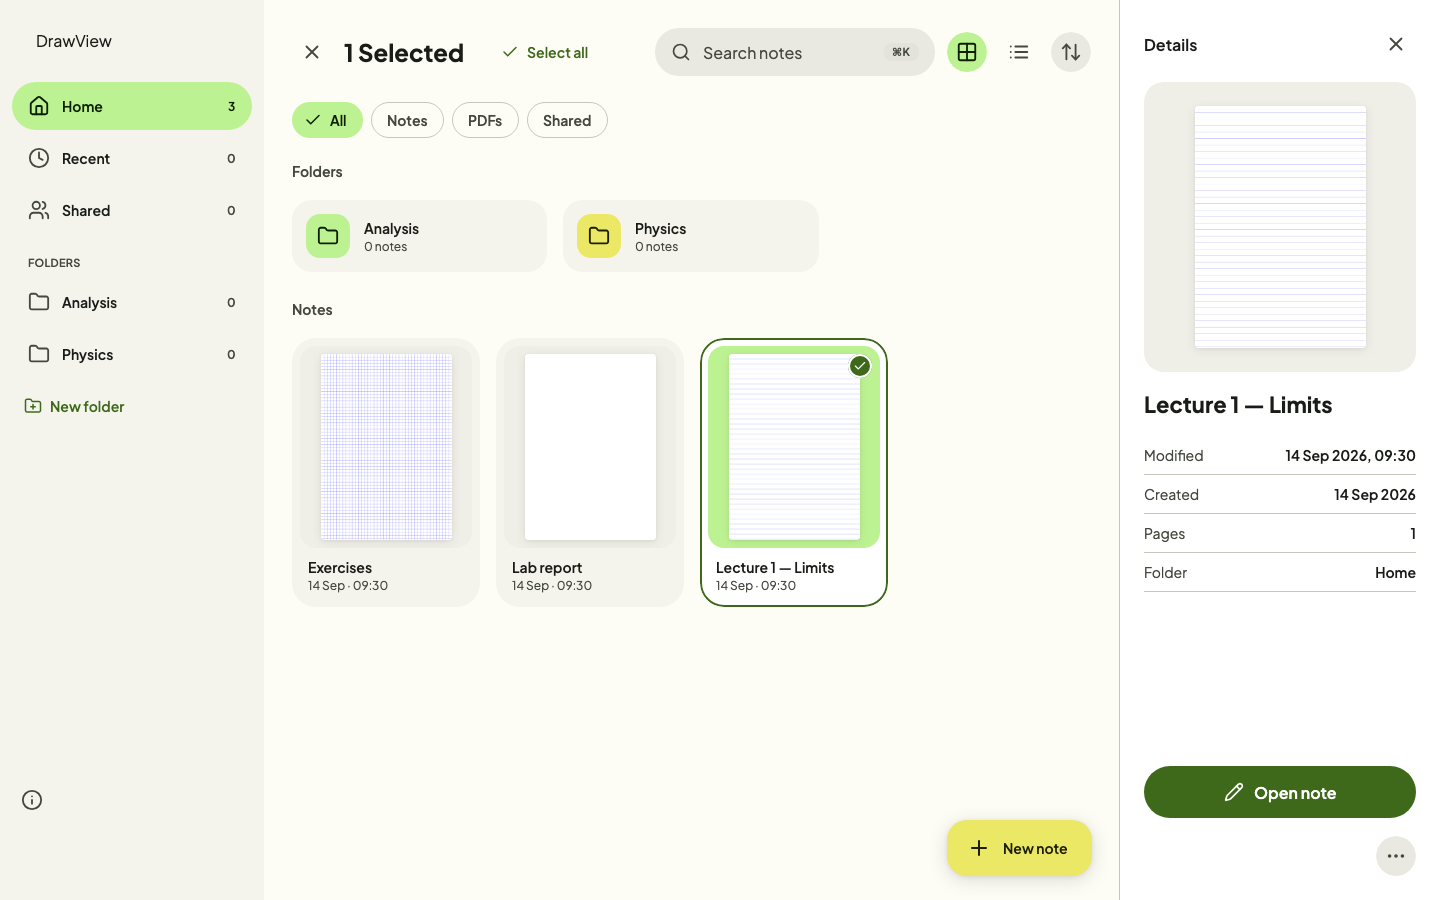 DrawView
Home 3
Recent 0
Shared 0
FOLDERS
Analysis 0
Physics 0
New folder
1 Selected
Select all
Search notes ⌘K
All
Notes
PDFs
Shared
Folders
Analysis
0 notes
Physics
0 notes
Notes
Exercises
14 Sep · 09:30
Lab report
14 Sep · 09:30
Lecture 1 — Limits
14 Sep · 09:30
New note
Details
Lecture 1 — Limits
Modified 14 Sep 2026, 09:30
Created 14 Sep 2026
Pages 1
Folder Home
Open note